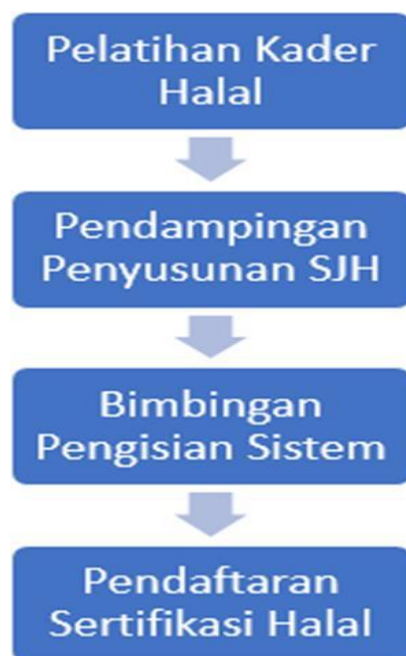 Pelatihan Kader
Halal
Pendampingan
Penyusunan SJH
Bimbingan
Pengisian Sistem
Pendaftaran
Sertifikasi Halal